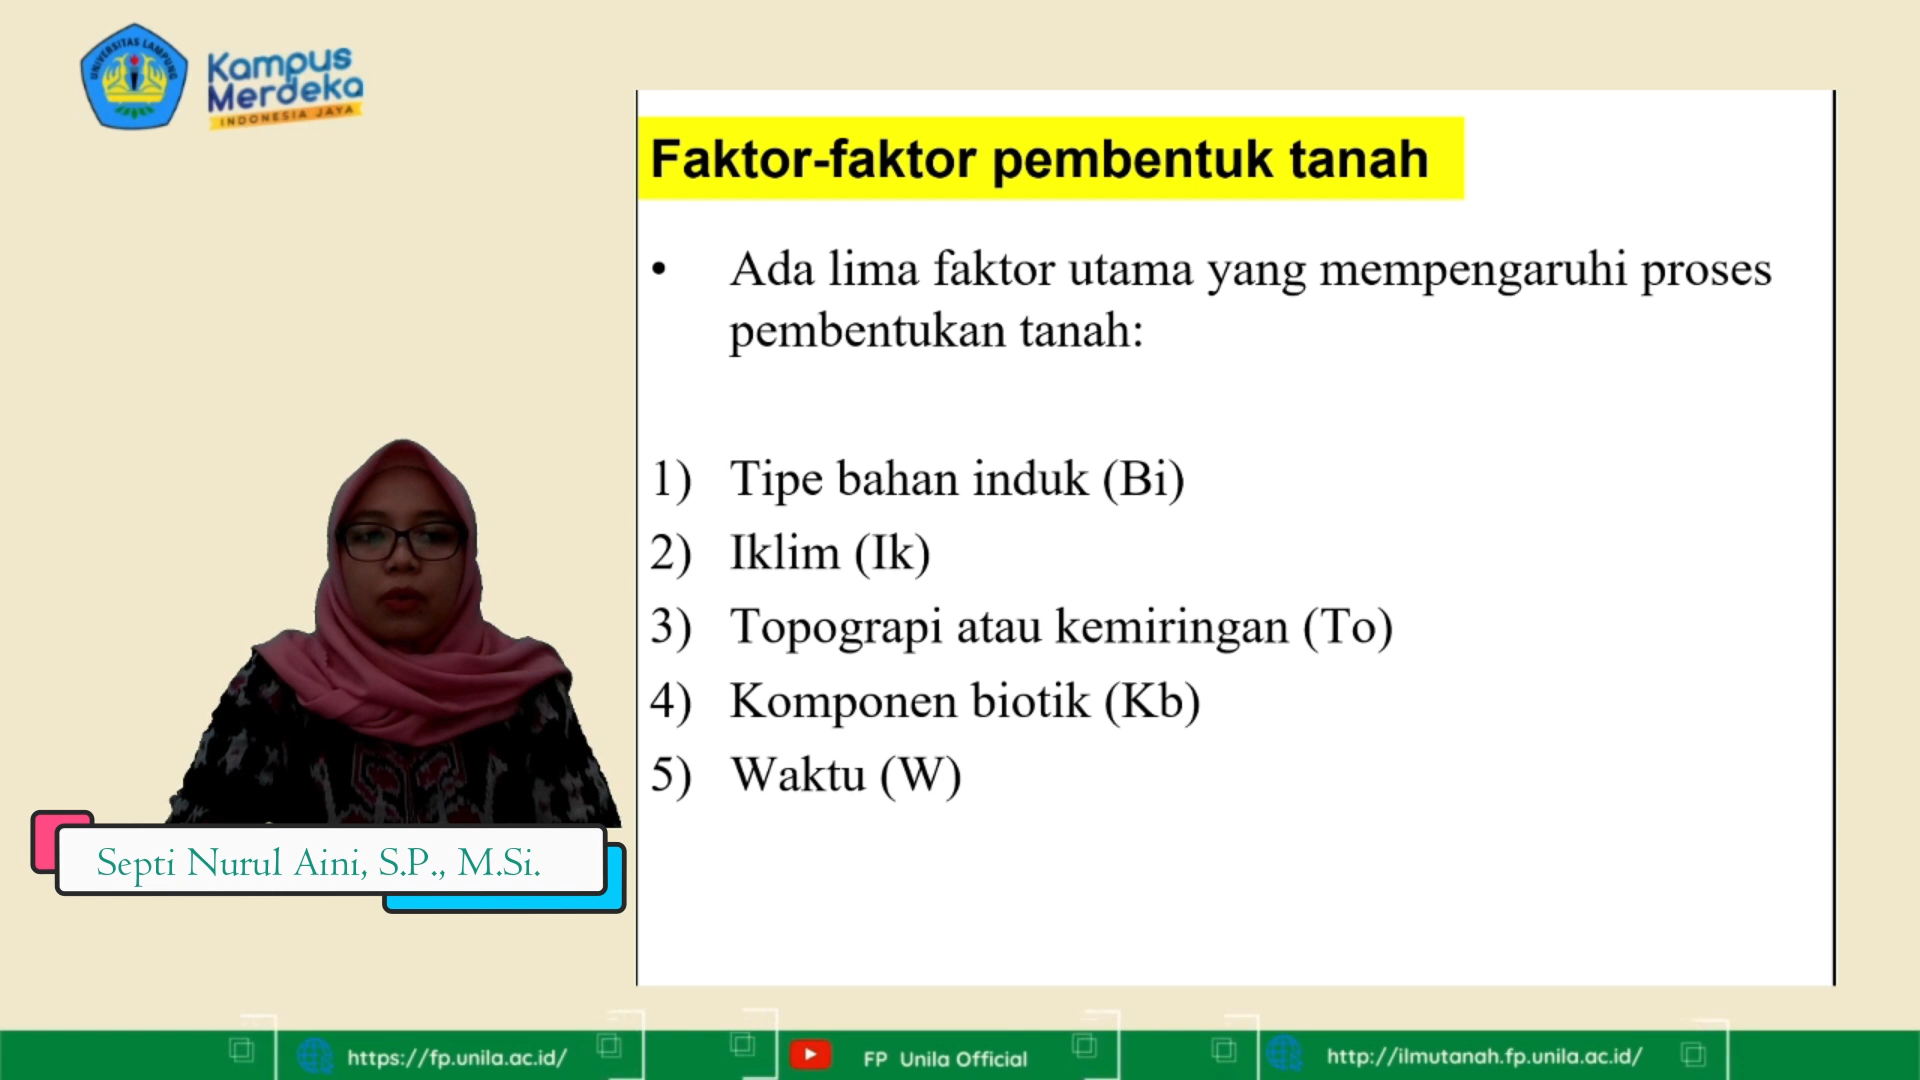 UNIVERSITAS LAMPUNG
Kampus
Merdeka
INDONESIA JAYA
Faktor-faktor pembentuk tanah
• Ada lima faktor utama yang mempengaruhi proses
pembentukan tanah:
1) Tipe bahan induk (Bi)
2) Iklim (Ik)
3) Topograpi atau kemiringan (To)
4) Komponen biotik (Kb)
5) Waktu (W)
Septi Nurul Aini, S.P., M.Si.
https://fp.unila.ac.id/
FP Unila Official
http://ilmutanah.fp.unila.ac.id/